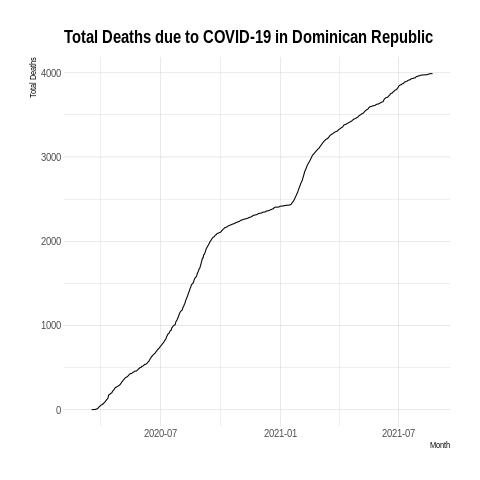 Total Deaths due to COVID-19 in Dominican Republic
Total Deaths
4000
3000
2000
1000
0
2020-07
2021-01
2021-07
Month